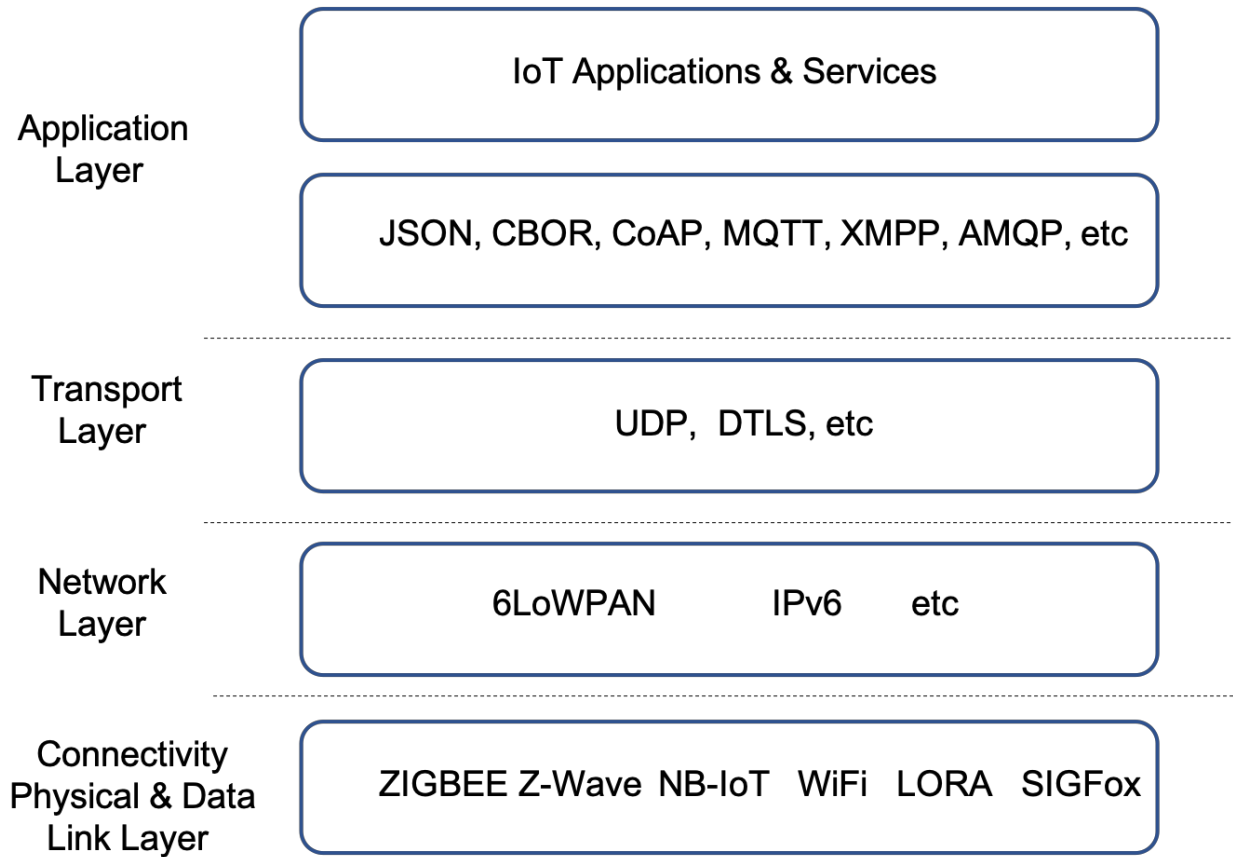 IoT Applications & Services
Application
Layer
JSON, CBOR, CoAP, MQTT, XMPP, AMQP, etc
Transport
Layer
UDP, DTLS, etc
Network
Layer
6LoWPAN IPv6 etc
Connectivity
Physical & Data
Link Layer
ZIGBEE Z-Wave NB-IoT WiFi LORA SIGFox